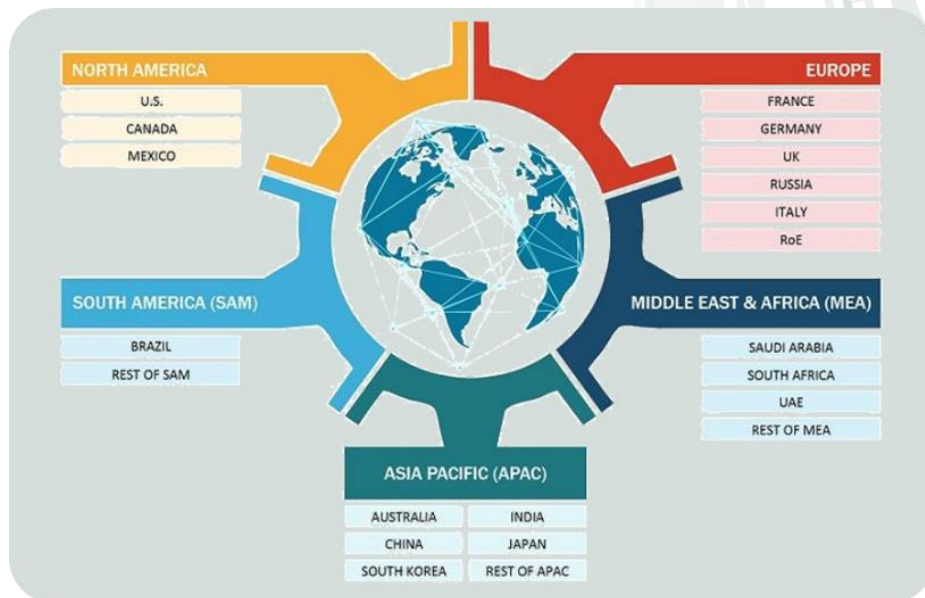 NORTH AMERICA
U.S.
CANADA
MEXICO
EUROPE
FRANCE
GERMANY
UK
RUSSIA
ITALY
RoE
SOUTH AMERICA (SAM)
BRAZIL
REST OF SAM
MIDDLE EAST & AFRICA (MEA)
SAUDI ARABIA
SOUTH AFRICA
UAE
REST OF MEA
ASIA PACIFIC (APAC)
AUSTRALIA INDIA
CHINA JAPAN
SOUTH KOREA REST OF APAC